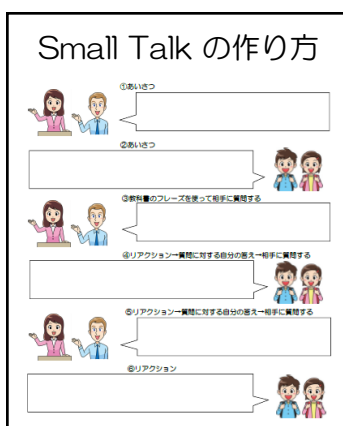 Small Talk の作り方
①あいさつ
②あいさつ
③教科書のフレーズを使って相手に質問する
④リアクション→質問に対する自分の答え→相手に質問する
⑤リアクション→質問に対する自分の答え→相手に質問する
⑥リアクション